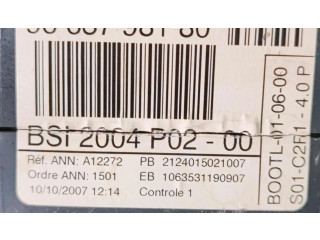 BSI 2004 P02 - 00
Réf. ANN: A12272 PB 2124015021007
Ordre ANN: 1501 EB 1063531190907
10/10/2007 12:14 Controle 1
BOOTL-01-06-00
S01-C2F1 - 4.0 P